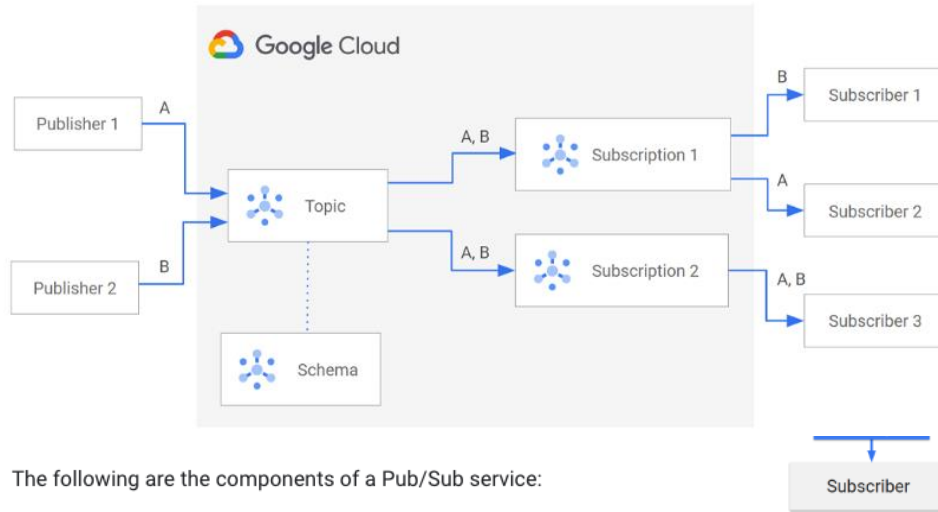 Google Cloud
Publisher 1
A
Topic
Publisher 2
B
Schema
A, B
Subscription 1
A, B
Subscription 2
B
Subscriber 1
A
Subscriber 2
A, B
Subscriber 3
The following are the components of a Pub/Sub service:
Subscriber